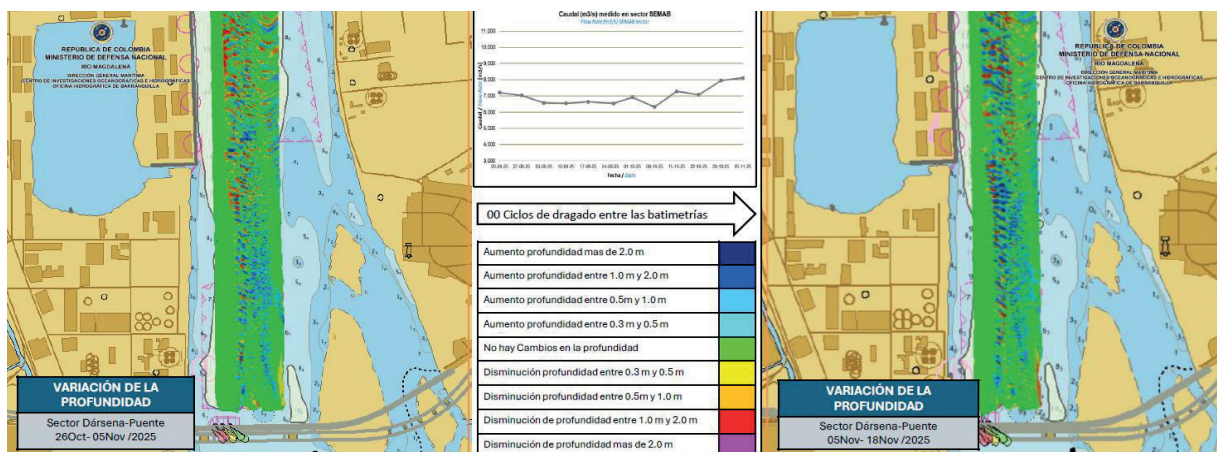 REPUBLICA DE COLOMBIA
MINISTERIO DE DEFENSA NACIONAL
RIO MAGDALENA
DIRECCIÓN GENERAL MARÍTIMA
CENTRO DE INVESTIGACIONES OCEANOGRÁFICAS E HIDROGRÁFICAS
OFICINA HIDROGRÁFICA DE BARRANQUILLA
VARIACIÓN DE LA
PROFUNDIDAD
Sector Dársena-Puente
26Oct- 05Nov /2025
Caudal (m3/s) medido en sector SEMAB
Flow Rate (m3/s) SEMAB sector
Caudal / Flow Rate / (m3/s)
11,000
10,000
9,000
8,000
7,000
6,000
5,000
4,000
3,000
Fecha / Date
00 Ciclos de dragado entre las batimetrías
Aumento profundidad mas de 2.0 m
Aumento profundidad entre 1.0 m y 2.0 m
Aumento profundidad entre 0.5m y 1.0 m
Aumento profundidad entre 0.3 m y 0.5 m
No hay Cambios en la profundidad
Disminución profundidad entre 0.3 m y 0.5 m
Disminución profundidad entre 0.5m y 1.0 m
Disminución de profundidad entre 1.0 m y 2.0 m
Disminución de profundidad mas de 2.0 m
REPUBLICA DE COLOMBIA
MINISTERIO DE DEFENSA NACIONAL
RIO MAGDALENA
DIRECCIÓN GENERAL MARÍTIMA
CENTRO DE INVESTIGACIONES OCEANOGRÁFICAS E HIDROGRÁFICAS
OFICINA HIDROGRÁFICA DE BARRANQUILLA
VARIACIÓN DE LA
PROFUNDIDAD
Sector Dársena-Puente
05Nov- 18Nov /2025